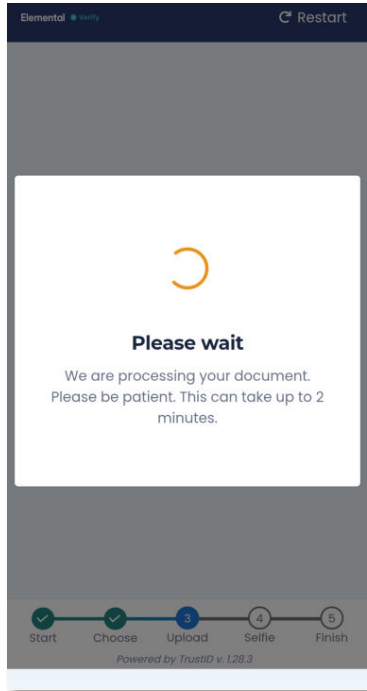 Elemental Verify Restart
Please wait
We are processing your document.
Please be patient. This can take up to 2
minutes.
3 4 5
Start Choose Upload Selfie Finish
Powered by TrustID v. 1.28.3